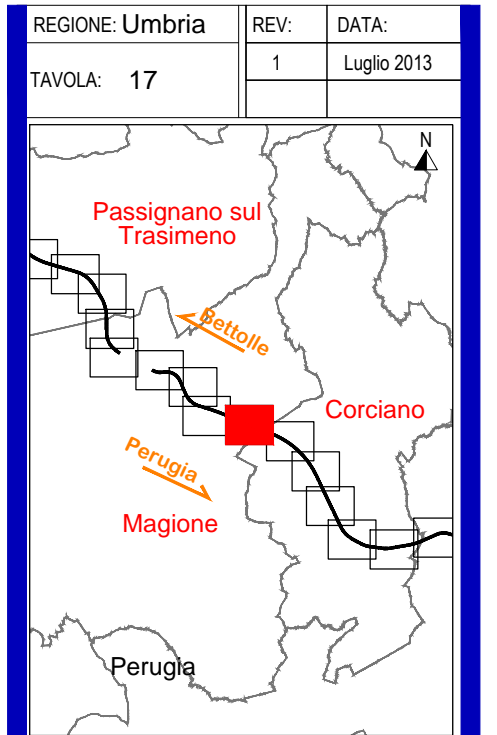 REGIONE: Umbria
REV:
DATA:
TAVOLA: 17
1
Luglio 2013
N
Passignano sul
Trasimeno
Bettolle
Corciano
Perugia
Magione
Perugia